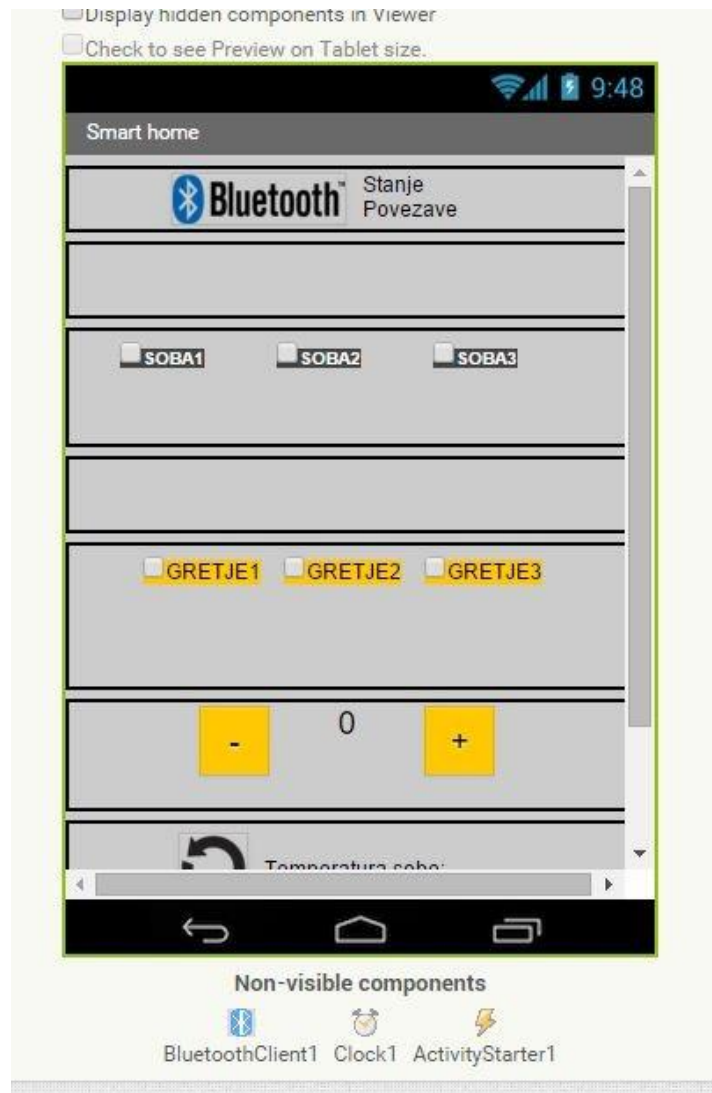 Display hidden components in Viewer
Check to see Preview on Tablet size.
9:48
Smart home
Bluetooth™ Stanje
Povezave
SOBA1 SOBA2 SOBA3
GRETJE1 GRETJE2 GRETJE3
- 0 +
Temperatura sobe:
Non-visible components
BluetoothClient1 Clock1 ActivityStarter1